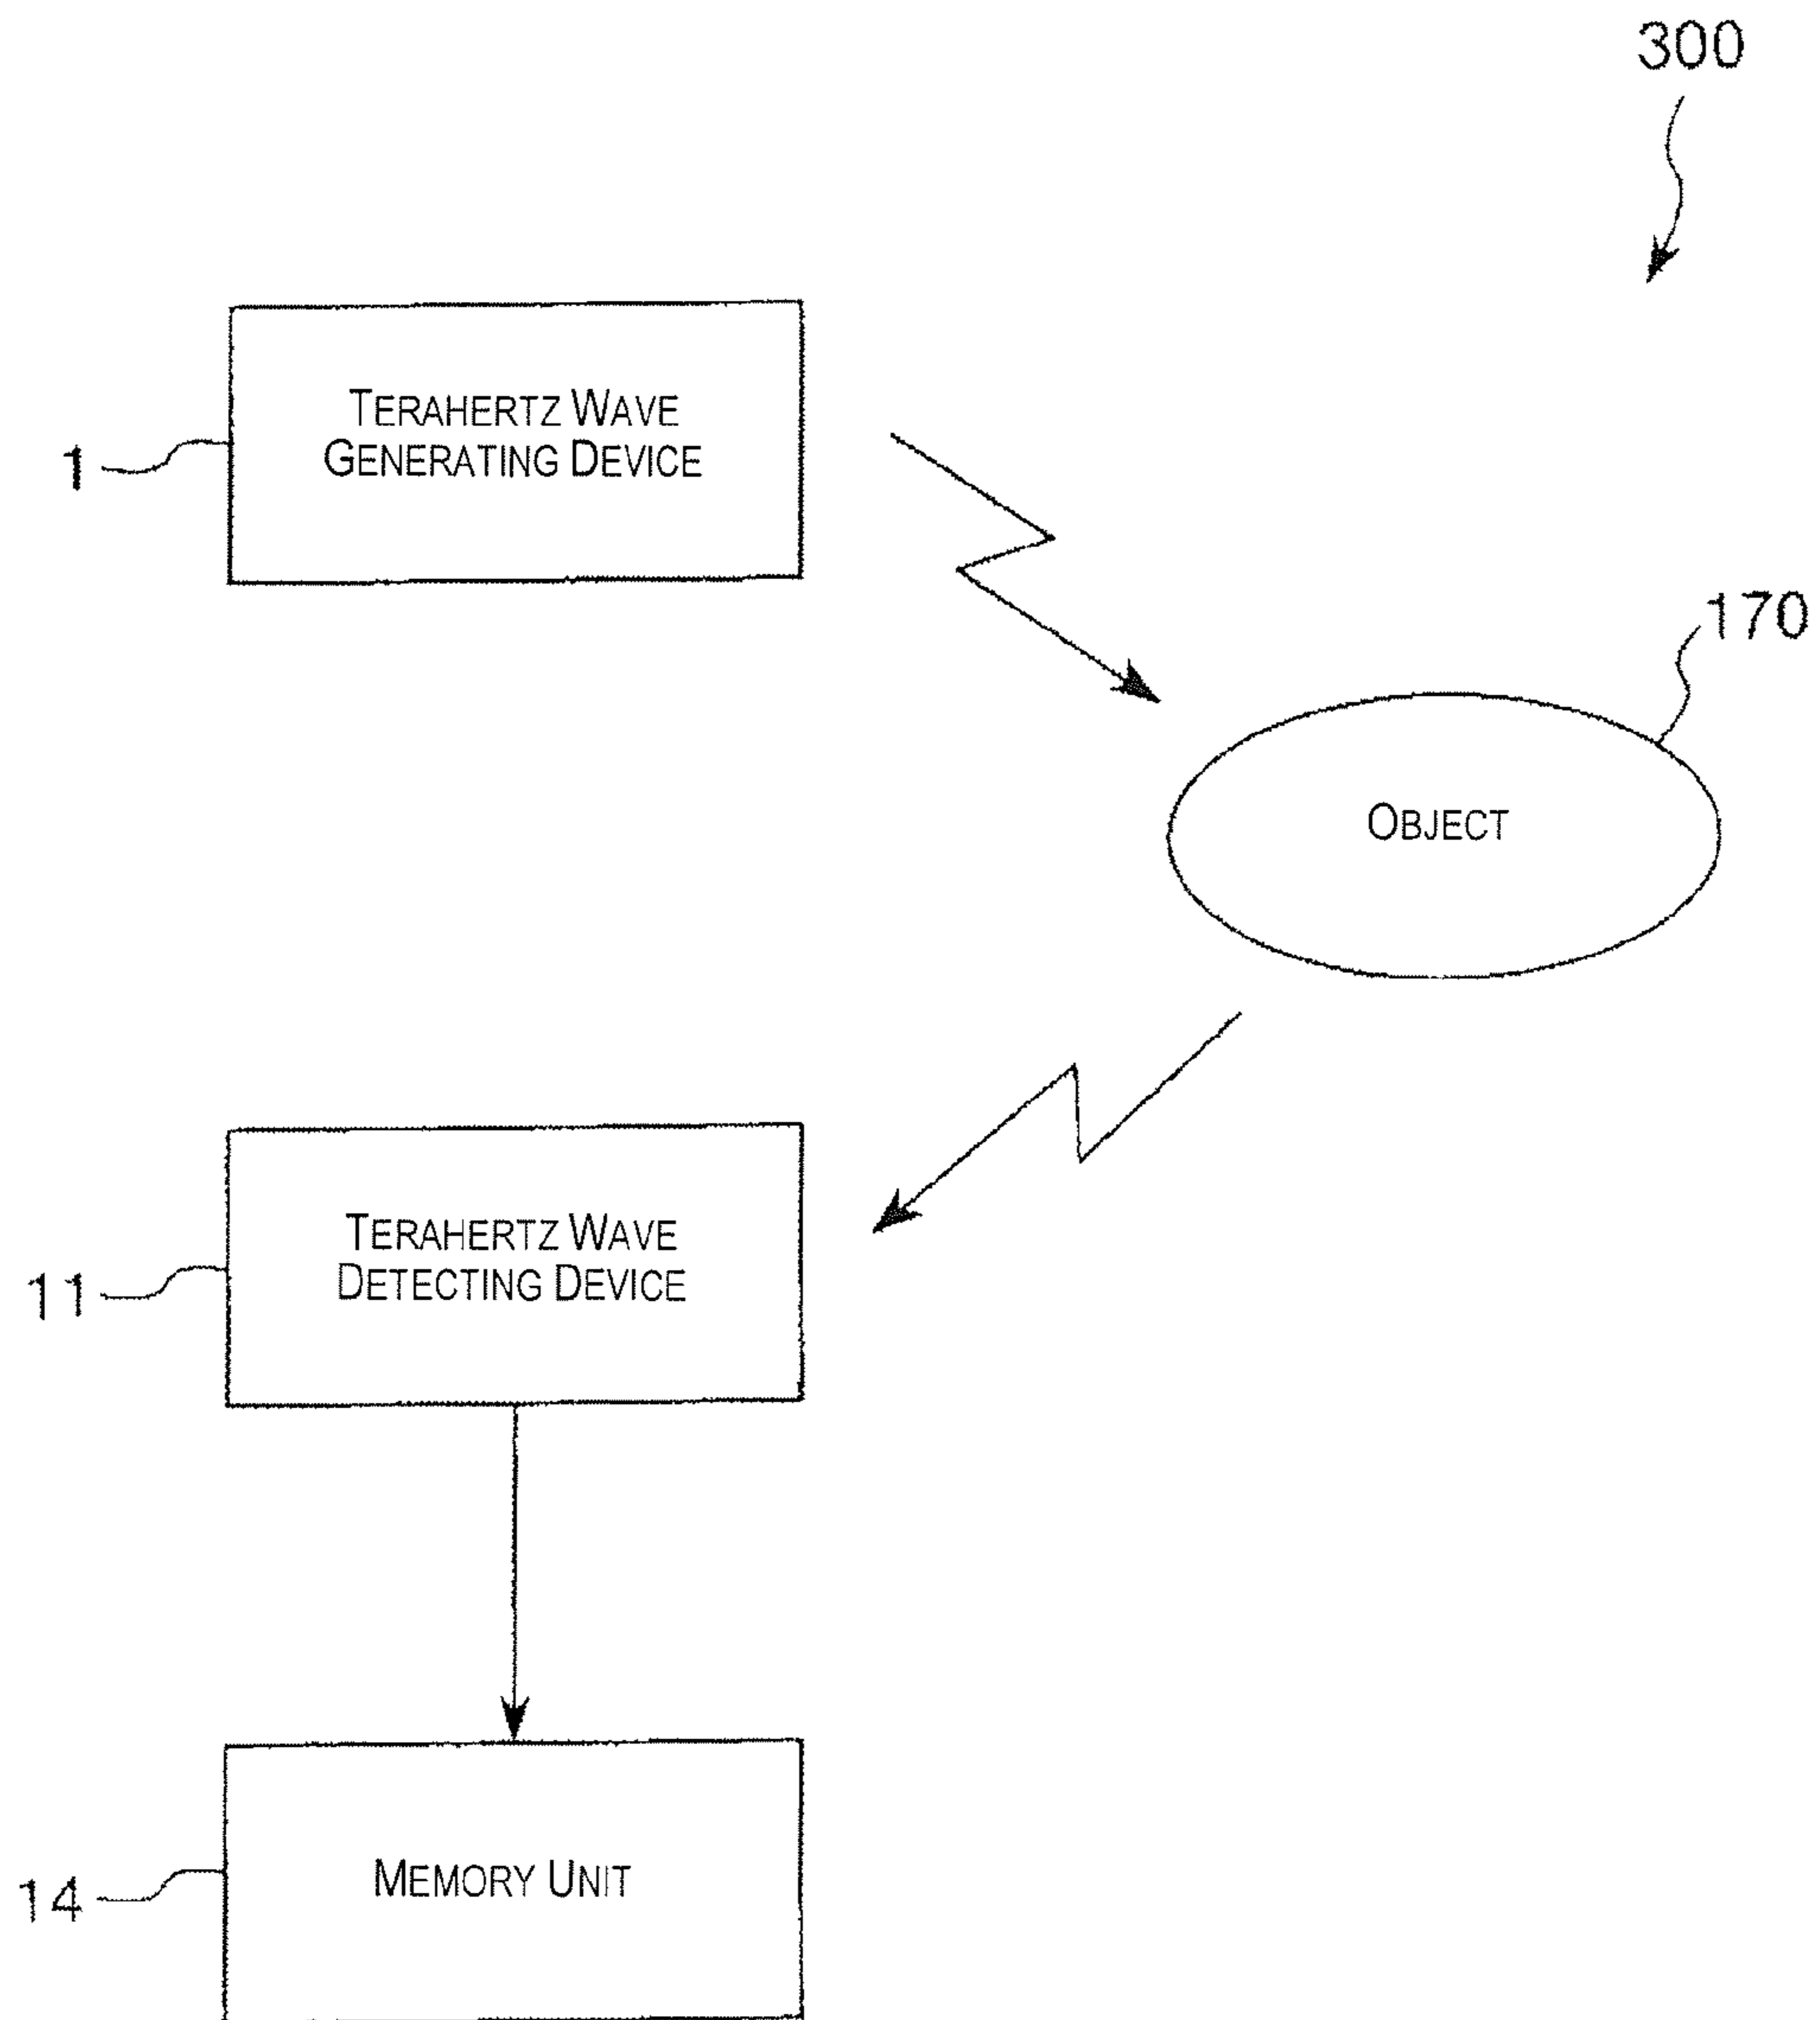 300
TERAHERTZ WAVE
GENERATING DEVICE
1
170
OBJECT
TERAHERTZ WAVE
DETECTING DEVICE
11
MEMORY UNIT
14